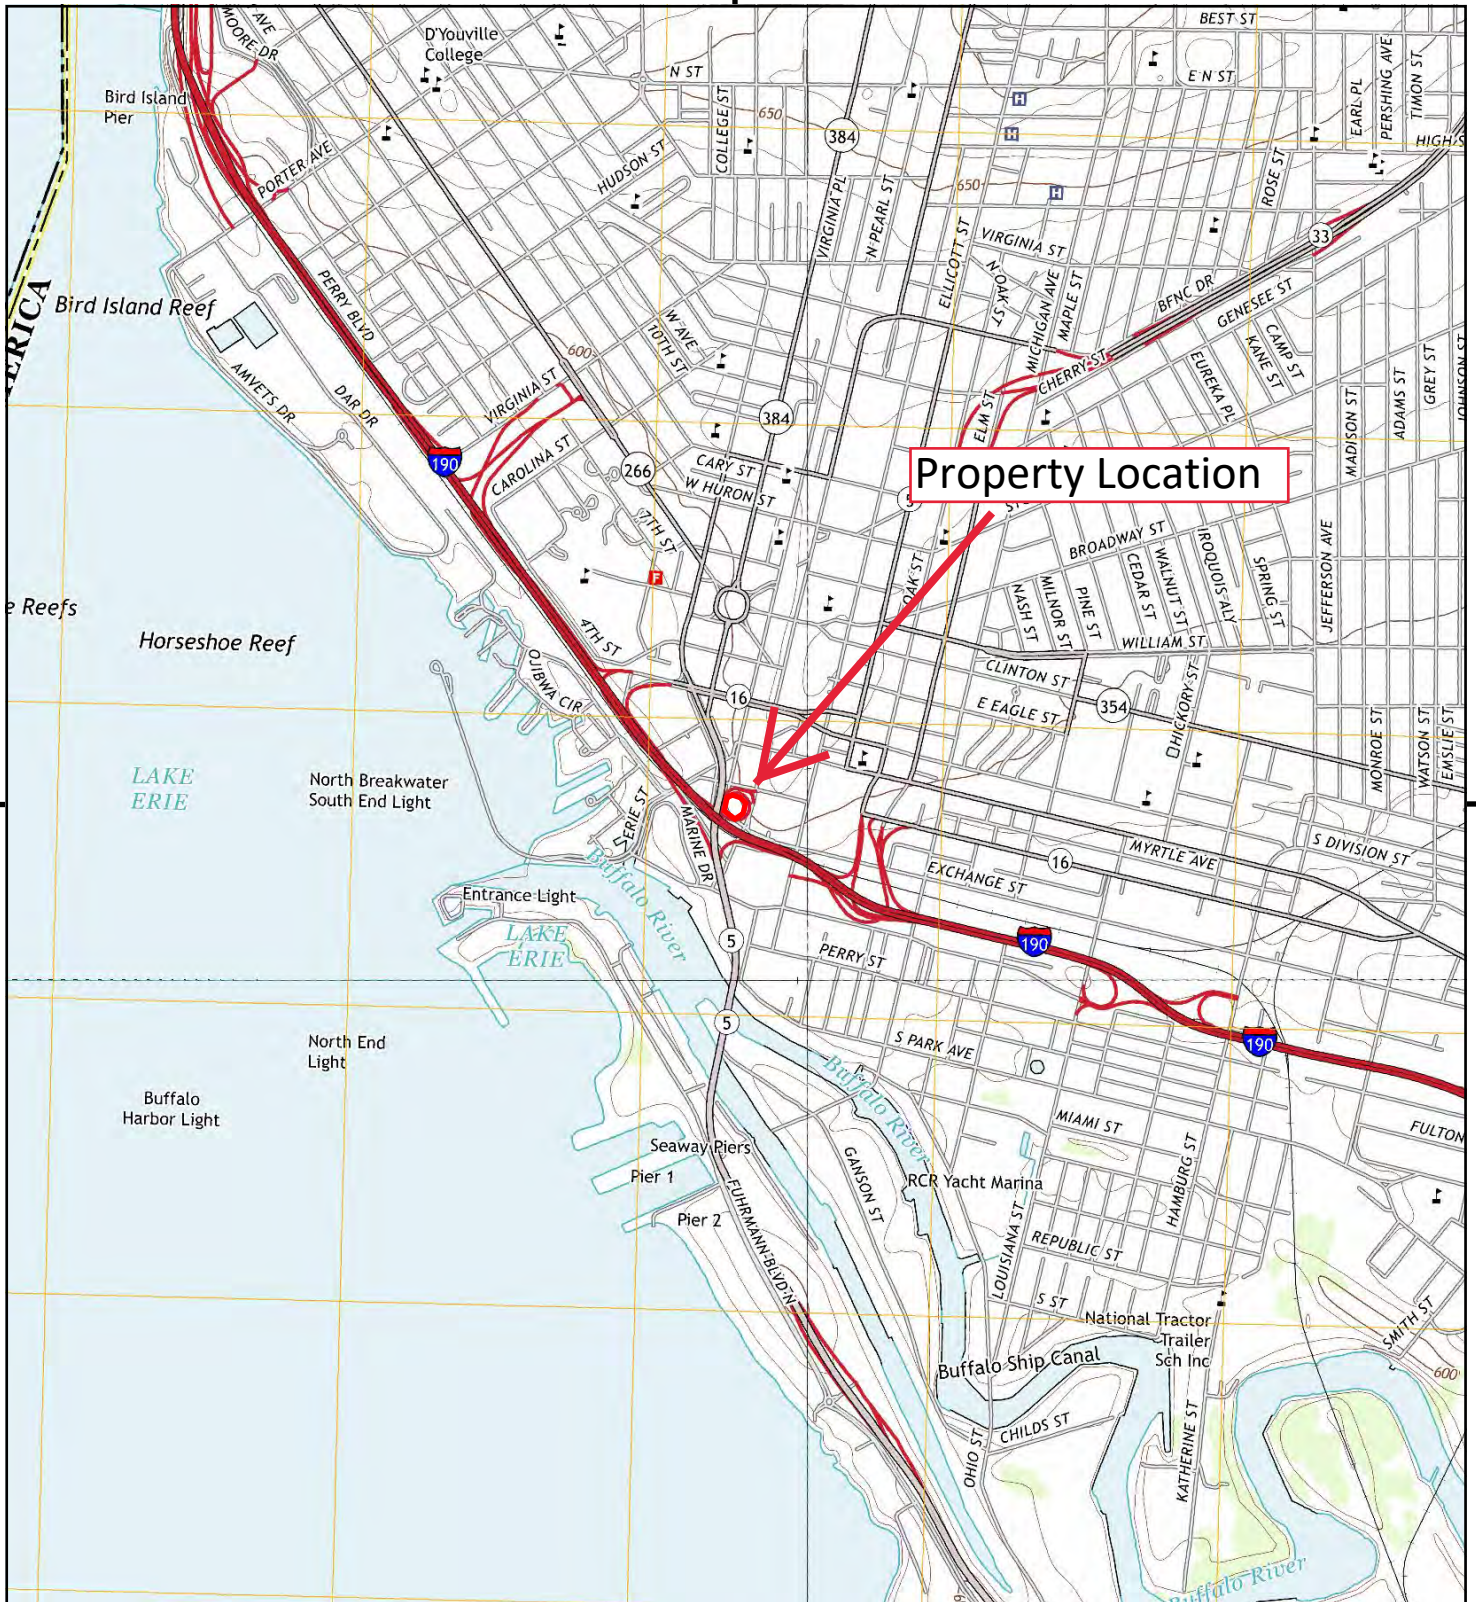 AVE
MOORE DR
D'Youville
College
BEST ST
N ST
E N ST
Bird Island
Pier
COLLEGE ST
650
384
EARL PL
PERSHING AVE
TIMON ST
HIGH S
PORTER AVE
HUDSON ST
VIRGINIA PL
N PEARL ST
650
H
H
H
ROSE ST
33
ELLICOTT ST
VIRGINIA ST
N OAK ST
MICHIGAN AVE
MAPLE ST
BFNC DR
GENESEE ST
ERICA
Bird Island Reef
PERRY BLVD
W AVE
10TH ST
600
CAMP ST
KANE ST
EUREKA PL
CHERRY ST
GREY ST
JOHNSON ST
ADAMS ST
MADISON ST
AMVETS DR
DAR DR
VIRGINIA ST
384
ELM ST
190
CAROLINA ST
266
CARY ST
W HURON ST
5
Property Location
7TH ST
BROADWAY ST
IROQUOIS ALY
WALNUT ST
CEDAR ST
SPRING ST
JEFFERSON AVE
OAK ST
F
NASH ST
MILNOR ST
PINE ST
e Reefs
Horseshoe Reef
4TH ST
WILLIAM ST
OJIBWA CIR
CLINTON ST
16
E EAGLE ST
354
HICKORY ST
MONROE ST
WATSON ST
EMSLIE ST
LAKE
ERIE
North Breakwater
South End Light
ERIE ST
MARINE DR
S DIVISION ST
MYRTLE AVE
16
EXCHANGE ST
Buffalo River
Entrance Light
LAKE
ERIE
5
190
PERRY ST
5
North End
Light
S PARK AVE
190
Buffalo River
Buffalo
Harbor Light
MIAMI ST
FULTON
Seaway Piers
GANSON ST
HAMBURG ST
Pier 1
RCR Yacht Marina
Pier 2
FUHRMANN BLVD N
LOUISIANA ST
REPUBLIC ST
S ST
National Tractor
Trailer
Sch Inc
SMITH ST
Buffalo Ship Canal
600
CHILDS ST
OHIO ST
KATHERINE ST
Buffalo River